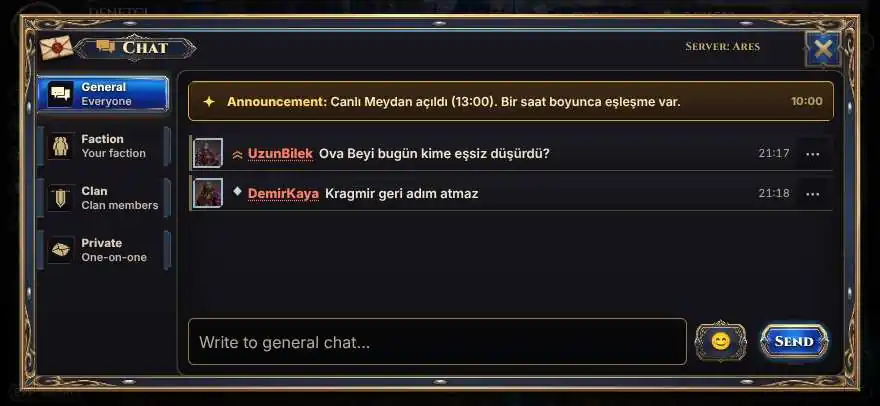 CHAT
SERVER: ARES
General
Everyone
Faction
Your faction
Clan
Clan members
Private
One-on-one
Announcement: Canlı Meydan açıldı (13:00). Bir saat boyunca eşleşme var. 10:00
UzunBilek Ova Beyi bugün kime eşsiz düşürdü? 21:17
DemirKaya Kragmir geri adım atmaz 21:18
Write to general chat...
SEND